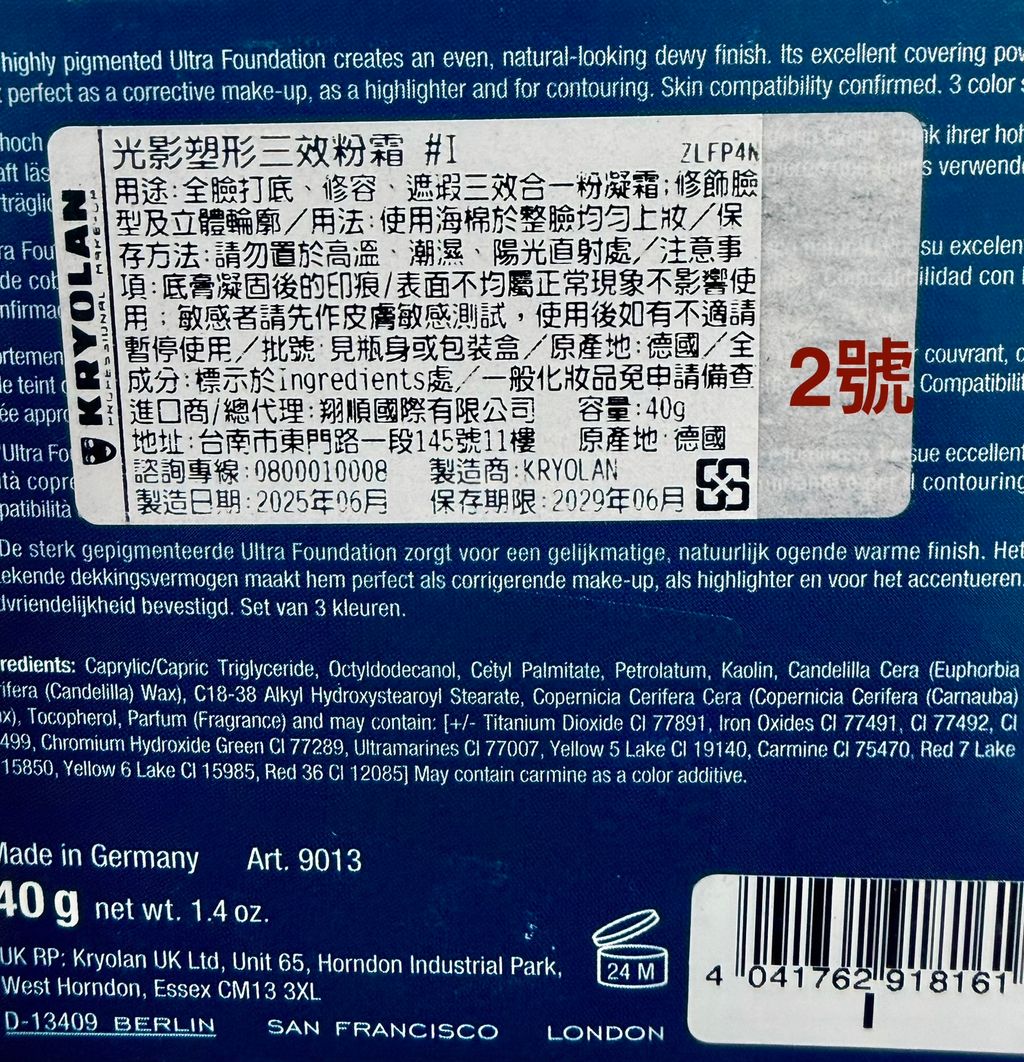 highly pigmented Ultra Foundation creates an even, natural-looking dewy finish. Its excellent covering
perfect as a corrective make-up, as a highlighter and for contouring. Skin compatibility confirmed. 3 color
hoch
ihrer
verwend
su excelen
ilidad con
couvrant,
Compatibilit
sue eccellent
contouring
Ultra
KRYOLAN
PROFESSIONAL
光影塑形三效粉霜 #I ZLFP4N
用途:全臉打底、修容、遮瑕三效合一粉凝霜;修飾臉
型及立體輪廓/用法:使用海棉於整臉均勻上妝/保
存方法:請勿置於高溫、潮濕、陽光直射處/注意事
項:底膏凝固後的印痕/表面不均屬正常現象不影響使
用;敏感者請先作皮膚敏感測試,使用後如有不適請
暫停使用/批號:見瓶身或包裝盒/原產地:德國/全
成分:標示於Ingredients處/一般化妝品免申請備查
進口商/總代理:翔順國際有限公司 容量:40g
地址:台南市東門路一段145號11樓 原產地:德國
諮詢專線:0800010008 製造商:KRYOLAN
製造日期:2025年06月 保存期限:2029年06月
2號
De sterk gepigmenteerde Ultra Foundation zorgt voor een gelijkmatige, natuurlijk ogende warme finish. Het
ekende dekkingsvermogen maakt hem perfect als corrigerende make-up, als highlighter en voor het accentueren.
dvriendelijkheid bevestigd. Set van 3 kleuren.
redients: Caprylic/Capric Triglyceride, Octyldodecanol, Cetyl Palmitate, Petrolatum, Kaolin, Candelilla Cera (Euphorbia
ifera (Candelilla) Wax), C18-38 Alkyl Hydroxystearoyl Stearate, Copernicia Cerifera Cera (Copernicia Cerifera (Carnauba)
x), Tocopherol, Parfum (Fragrance) and may contain: [+/- Titanium Dioxide CI 77891, Iron Oxides CI 77491, CI 77492, CI
499, Chromium Hydroxide Green CI 77289, Ultramarines CI 77007, Yellow 5 Lake CI 19140, Carmine CI 75470, Red 7 Lake
15850, Yellow 6 Lake CI 15985, Red 36 CI 12085] May contain carmine as a color additive.
Made in Germany Art. 9013
40 g net wt. 1.4 oz.
24 M
UK RP: Kryolan UK Ltd, Unit 65, Horndon Industrial Park,
West Horndon, Essex CM13 3XL
D-13409 BERLIN SAN FRANCISCO LONDON
4 041762 918161
I